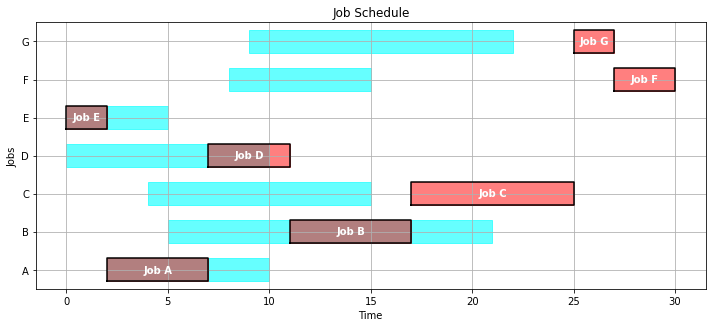 Job Schedule
G
Job G
F
Job F
E
Job E
D
Job D
C
Job C
B
Job B
A
Job A
Jobs
0 5 10 15 20 25 30
Time